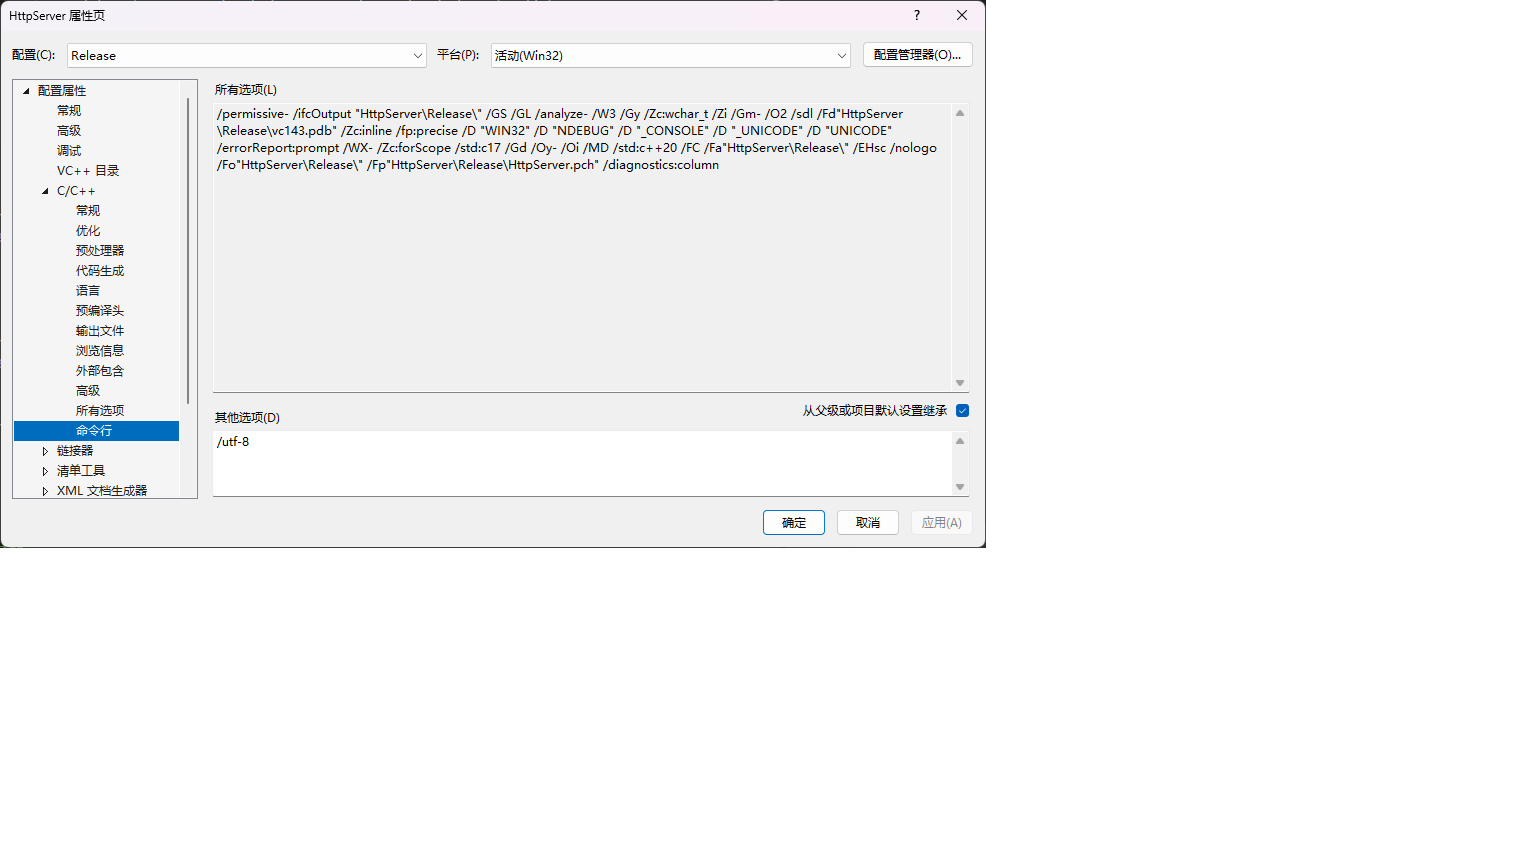 HttpServer 属性页
?
配置(C): Release 平台(P): 活动(Win32) 配置管理器(O)...
配置属性
常规
高级
调试
VC++ 目录
C/C++
常规
优化
预处理器
代码生成
语言
预编译头
输出文件
浏览信息
外部包含
高级
所有选项
命令行
链接器
清单工具
XML 文档生成器
所有选项(L)
/permissive- /ifcOutput "HttpServer\Release\" /GS /GL /analyze- /W3 /Gy /Zc:wchar_t /Zi /Gm- /O2 /sdl /Fd"HttpServer
\Release\vc143.pdb" /Zc:inline /fp:precise /D "WIN32" /D "NDEBUG" /D "_CONSOLE" /D "_UNICODE" /D "UNICODE"
/errorReport:prompt /WX- /Zc:forScope /std:c17 /Gd /Oy- /Oi /MD /std:c++20 /FC /Fa"HttpServer\Release\" /EHsc /nologo
/Fo"HttpServer\Release\" /Fp"HttpServer\Release\HttpServer.pch" /diagnostics:column
从父级或项目默认设置继承
其他选项(D)
/utf-8
确定 取消 应用(A)